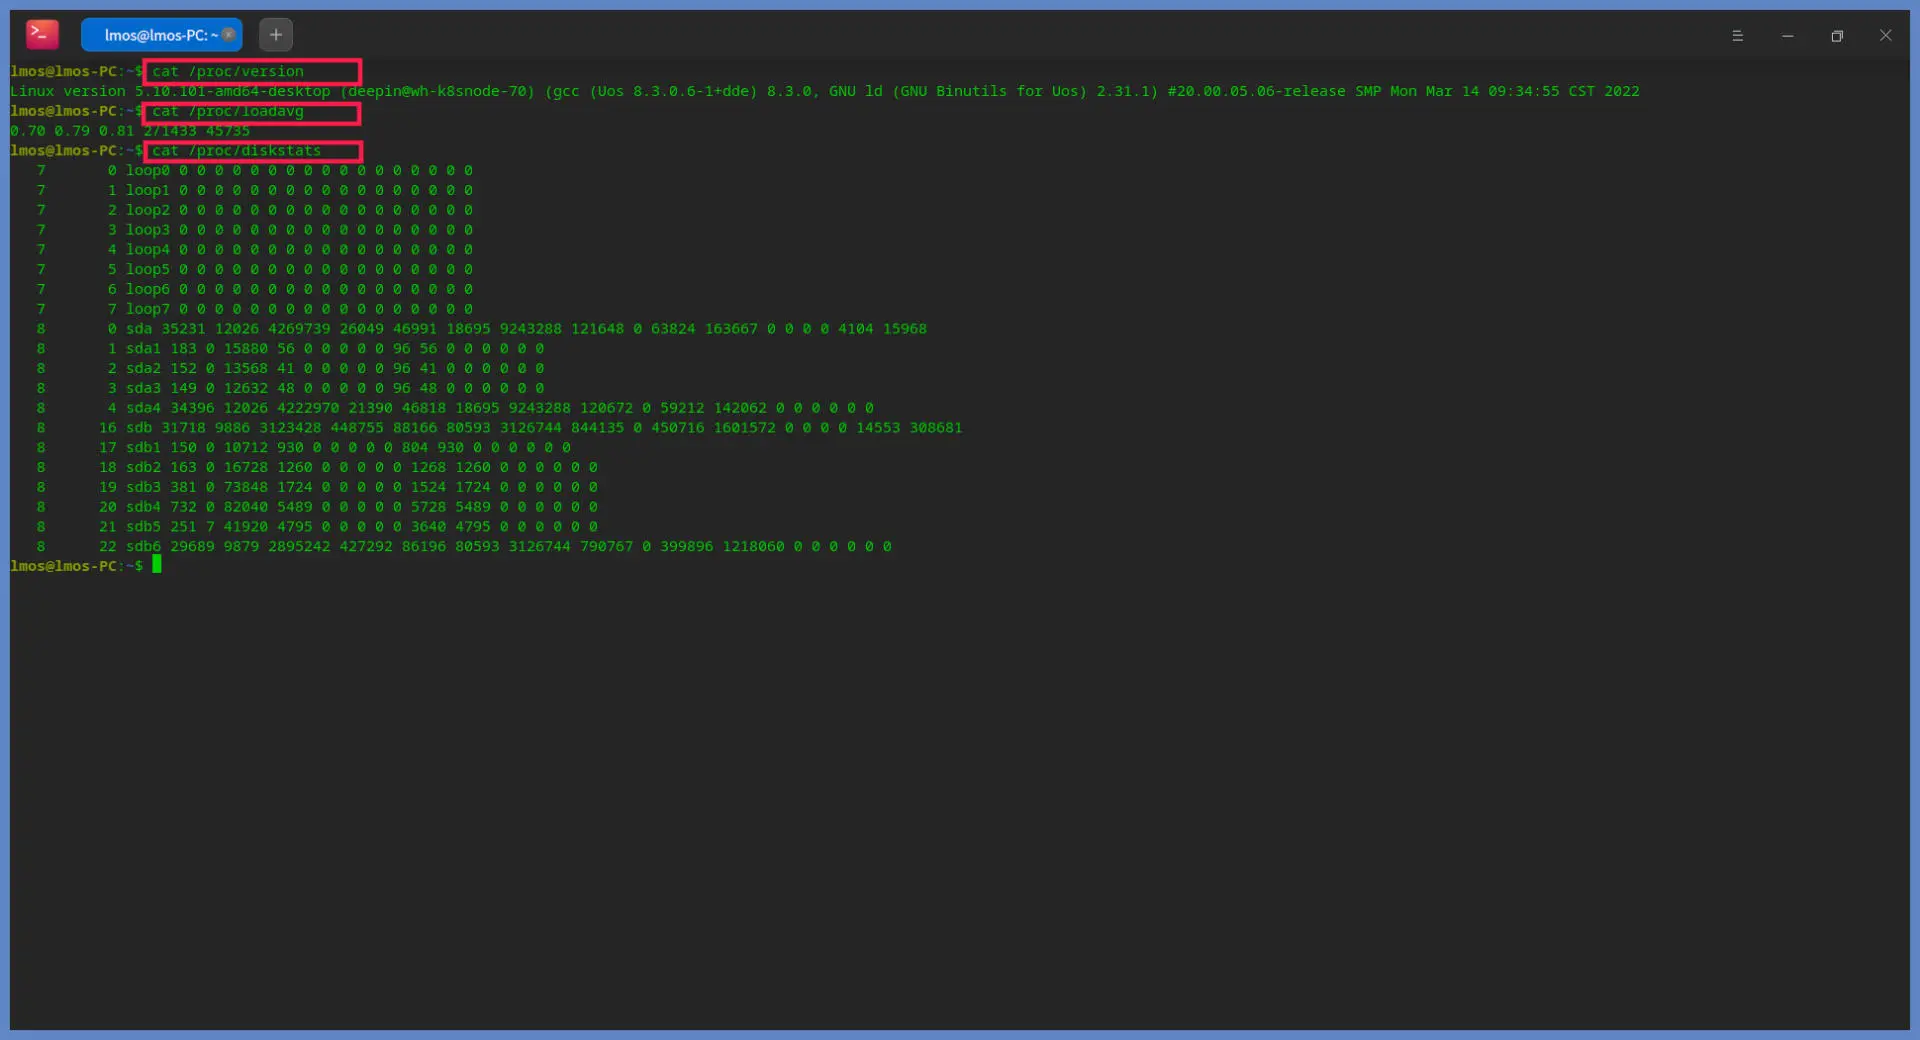 lmos@lmos-PC: ~
lmos@lmos-PC:~$ cat /proc/version
Linux version 5.10.101-amd64-desktop (deepin@wh-k8snode-70) (gcc (Uos 8.3.0.6-1+dde) 8.3.0, GNU ld (GNU Binutils for Uos) 2.31.1) #20.00.05.06-release SMP Mon Mar 14 09:34:55 CST 2022
lmos@lmos-PC:~$ cat /proc/loadavg
0.70 0.79 0.81 2/1433 45735
lmos@lmos-PC:~$ cat /proc/diskstats
7 0 loop0 0 0 0 0 0 0 0 0 0 0 0 0 0 0 0 0 0
7 1 loop1 0 0 0 0 0 0 0 0 0 0 0 0 0 0 0 0 0
7 2 loop2 0 0 0 0 0 0 0 0 0 0 0 0 0 0 0 0 0
7 3 loop3 0 0 0 0 0 0 0 0 0 0 0 0 0 0 0 0 0
7 4 loop4 0 0 0 0 0 0 0 0 0 0 0 0 0 0 0 0 0
7 5 loop5 0 0 0 0 0 0 0 0 0 0 0 0 0 0 0 0 0
7 6 loop6 0 0 0 0 0 0 0 0 0 0 0 0 0 0 0 0 0
7 7 loop7 0 0 0 0 0 0 0 0 0 0 0 0 0 0 0 0 0
8 0 sda 35231 12026 4269739 26049 46991 18695 9243288 121648 0 63824 163667 0 0 0 0 4104 15968
8 1 sda1 183 0 15880 56 0 0 0 0 0 96 56 0 0 0 0 0 0
8 2 sda2 152 0 13568 41 0 0 0 0 0 96 41 0 0 0 0 0 0
8 3 sda3 149 0 12632 48 0 0 0 0 0 96 48 0 0 0 0 0 0
8 4 sda4 34396 12026 4222970 21390 46818 18695 9243288 120672 0 59212 142062 0 0 0 0 0 0
8 16 sdb 31718 9886 3123428 448755 88166 80593 3126744 844135 0 450716 1601572 0 0 0 0 14553 308681
8 17 sdb1 150 0 10712 930 0 0 0 0 0 804 930 0 0 0 0 0 0
8 18 sdb2 163 0 16728 1260 0 0 0 0 0 1268 1260 0 0 0 0 0 0
8 19 sdb3 381 0 73848 1724 0 0 0 0 0 1524 1724 0 0 0 0 0 0
8 20 sdb4 732 0 82040 5489 0 0 0 0 0 5728 5489 0 0 0 0 0 0
8 21 sdb5 251 7 41920 4795 0 0 0 0 0 3640 4795 0 0 0 0 0 0
8 22 sdb6 29689 9879 2895242 427292 86196 80593 3126744 790767 0 399896 1218060 0 0 0 0 0 0
lmos@lmos-PC:~$